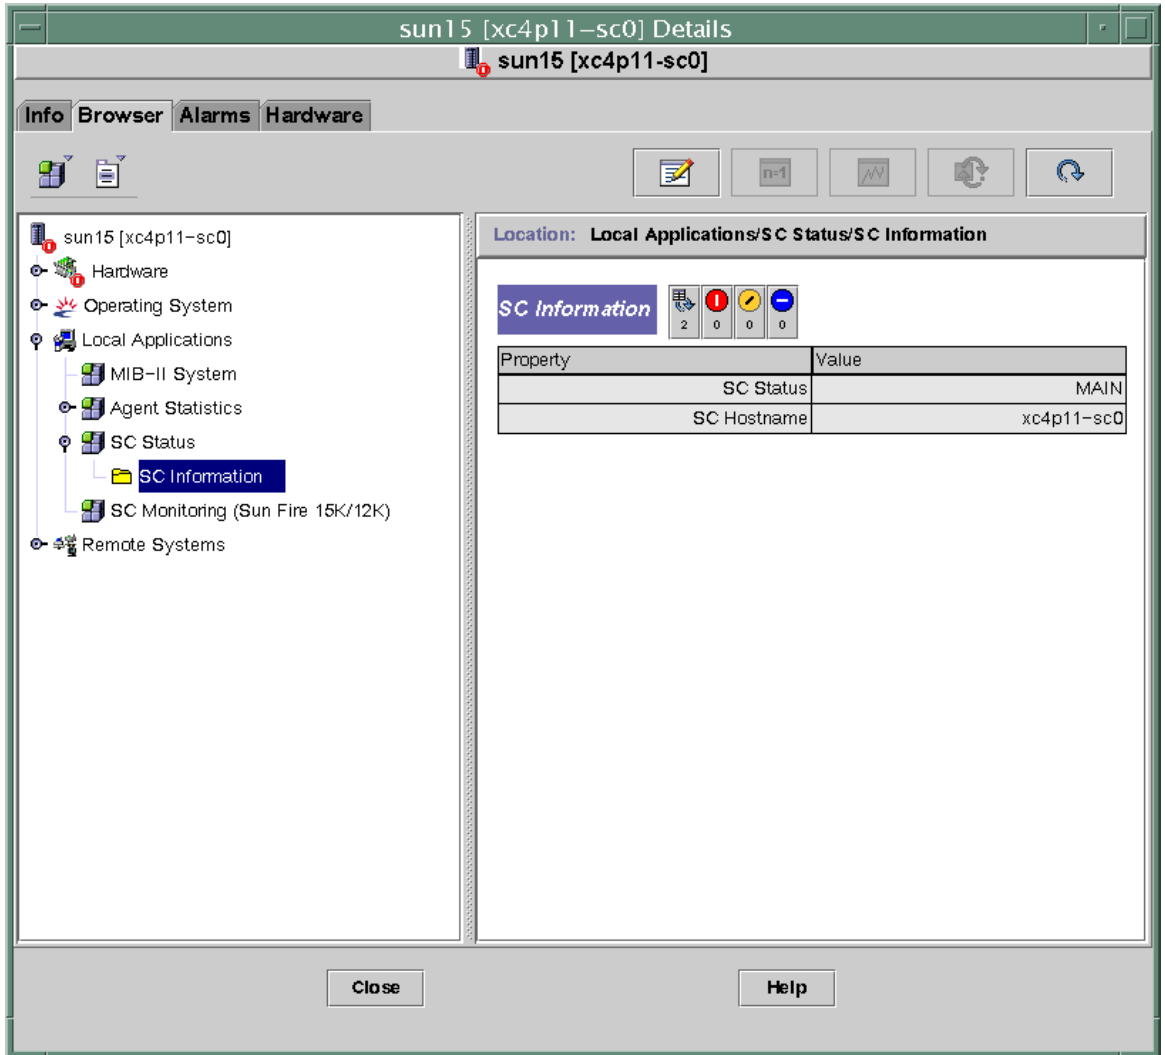 sun15 [xc4p11-sc0] Details
sun15 [xc4p11-sc0]
Info Browser Alarms Hardware
n=1
sun15 [xc4p11-sc0]
Hardware
Operating System
Local Applications
MIB-II System
Agent Statistics
SC Status
SC Information
SC Monitoring (Sun Fire 15K/12K)
Remote Systems
Location: Local Applications/SC Status/SC Information
SC Information
2 0 0 0
Property Value
SC Status MAIN
SC Hostname xc4p11-sc0
Close Help